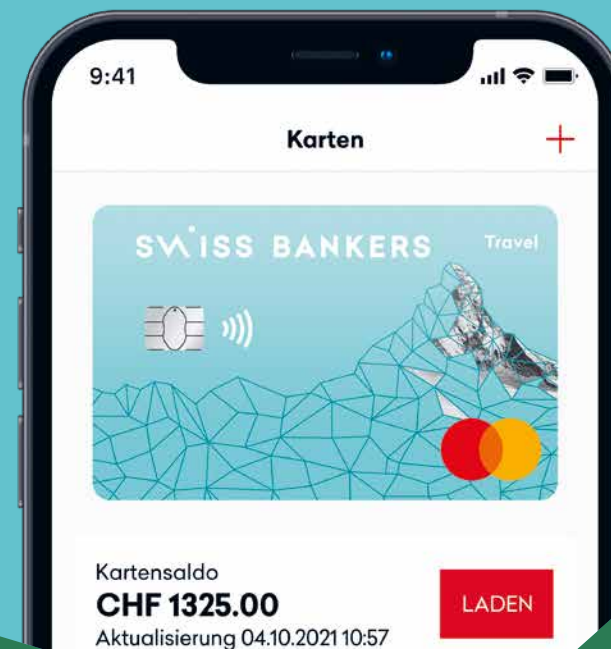 9:41
Karten
SWISS BANKERS
Travel
Kartensaldo
CHF 1325.00
LADEN
Aktualisierung 04.10.2021 10:57